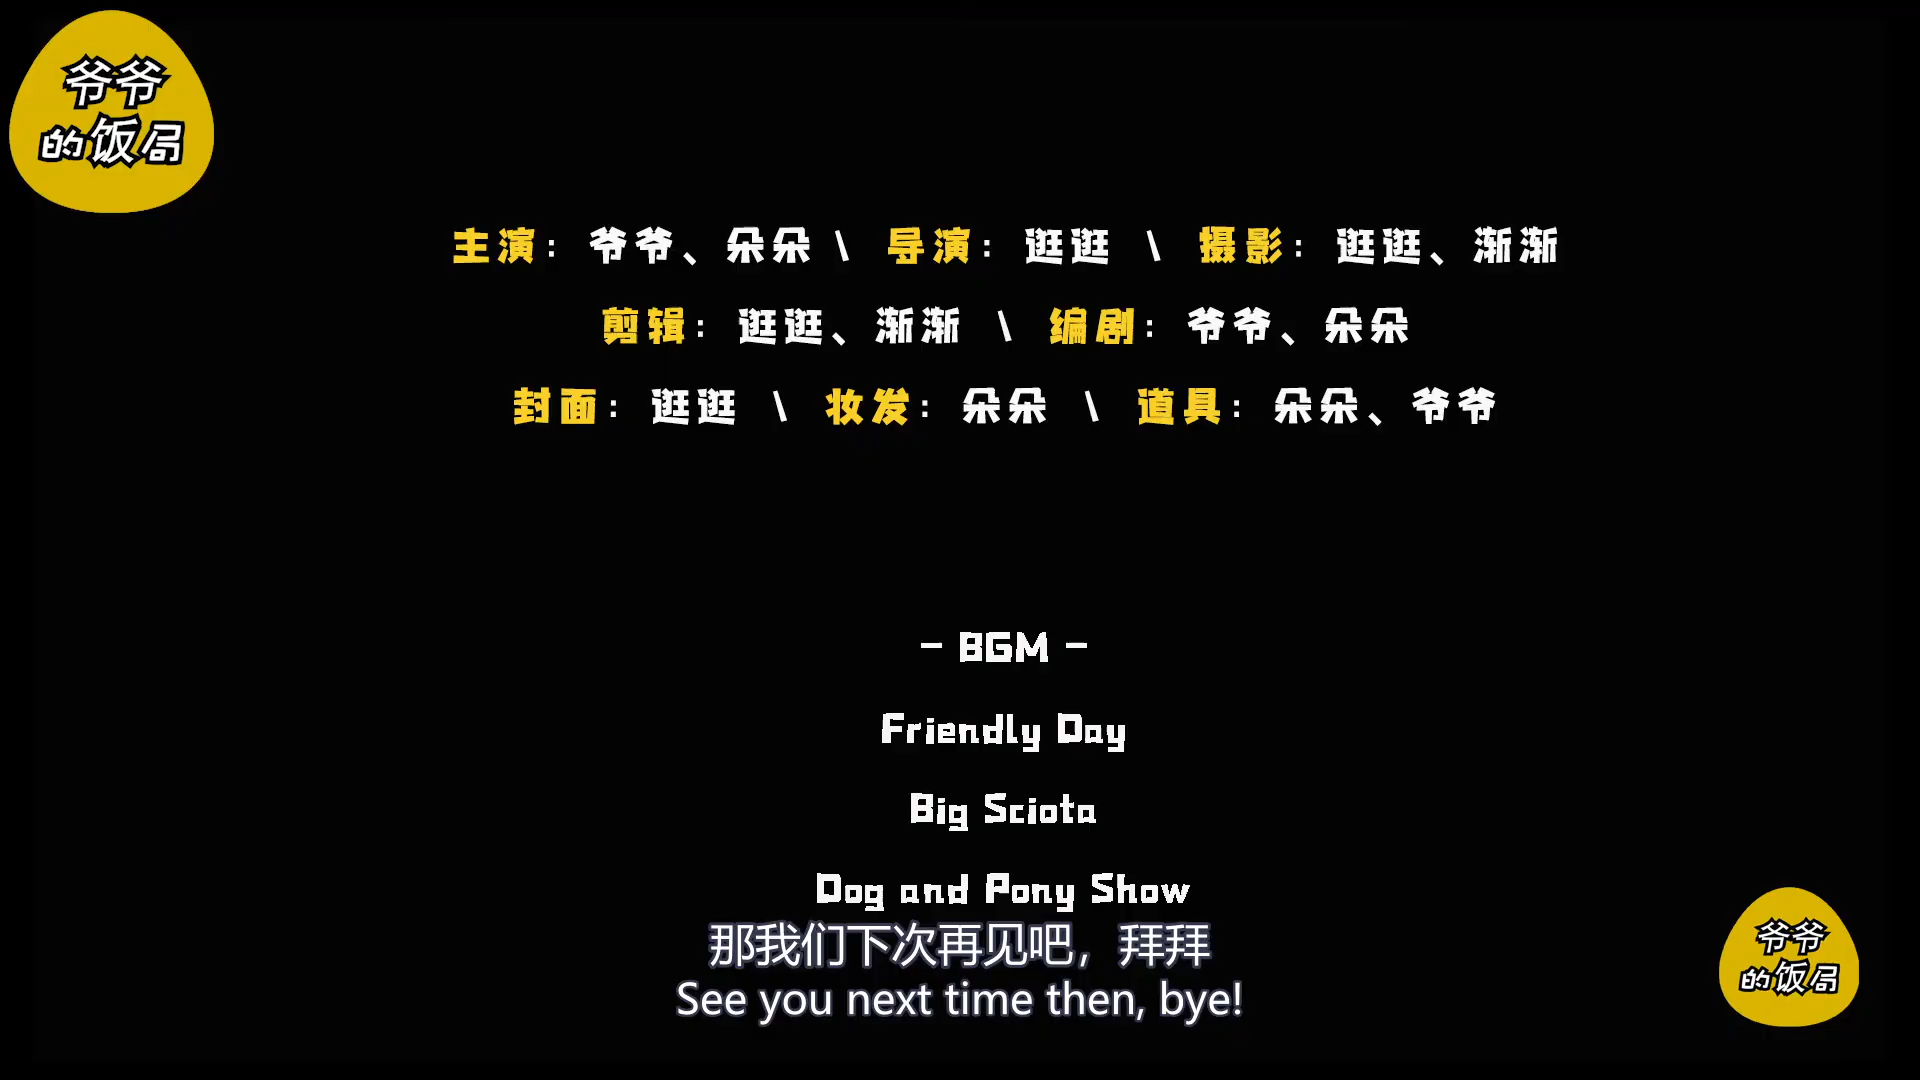 爷爷
的饭局
主演：爷爷、朵朵 \ 导演：逛逛 \ 摄影：逛逛、渐渐
剪辑：逛逛、渐渐 \ 编剧：爷爷、朵朵
封面：逛逛 \ 妆发：朵朵 \ 道具：朵朵、爷爷
- BGM -
Friendly Day
Big Sciota
Dog and Pony Show
那我们下次再见吧，拜拜
See you next time then, bye!
爷爷
的饭局